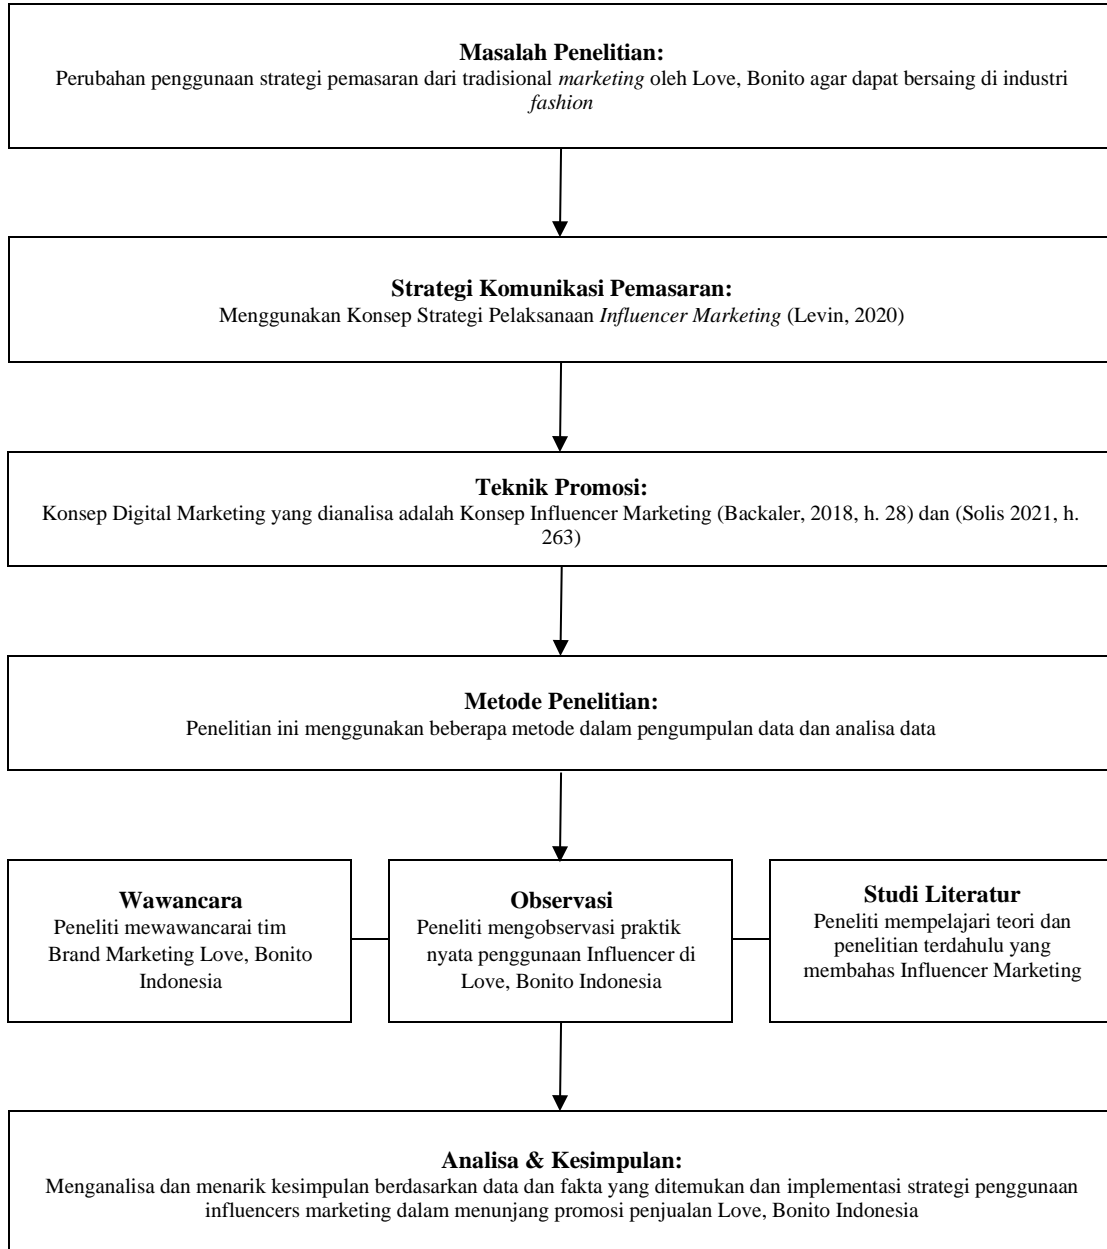 Masalah Penelitian:
Perubahan penggunaan strategi pemasaran dari tradisional marketing oleh Love, Bonito agar dapat bersaing di industri
fashion
Strategi Komunikasi Pemasaran:
Menggunakan Konsep Strategi Pelaksanaan Influencer Marketing (Levin, 2020)
Teknik Promosi:
Konsep Digital Marketing yang dianalisa adalah Konsep Influencer Marketing (Backaler, 2018, h. 28) dan (Solis 2021, h.
263)
Metode Penelitian:
Penelitian ini menggunakan beberapa metode dalam pengumpulan data dan analisa data
Wawancara
Peneliti mewawancarai tim
Brand Marketing Love, Bonito
Indonesia
Observasi
Peneliti mengobservasi praktik
nyata penggunaan Influencer di
Love, Bonito Indonesia
Studi Literatur
Peneliti mempelajari teori dan
penelitian terdahulu yang
membahas Influencer Marketing
Analisa & Kesimpulan:
Menganalisa dan menarik kesimpulan berdasarkan data dan fakta yang ditemukan dan implementasi strategi penggunaan
influencers marketing dalam menunjang promosi penjualan Love, Bonito Indonesia